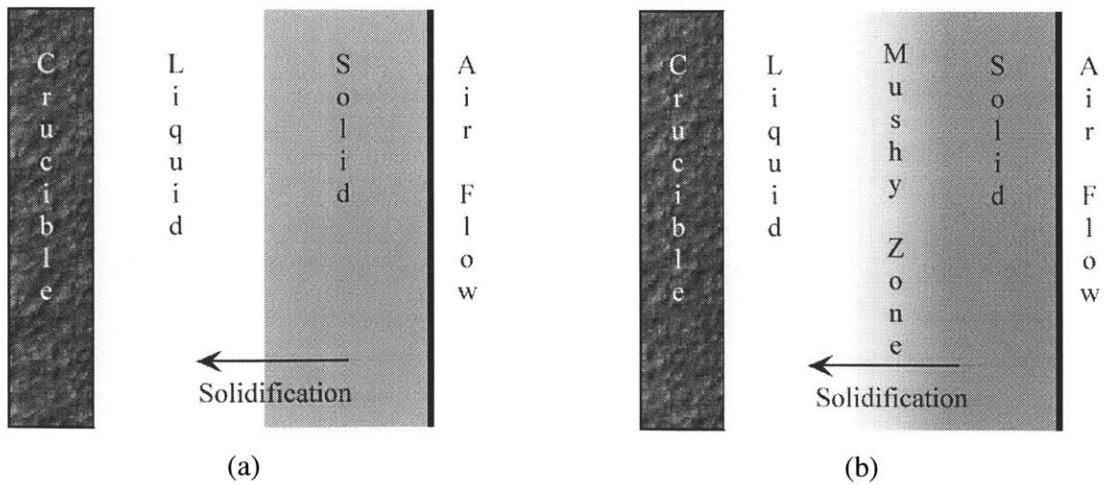 Crucible
Liquid
Solid
Air Flow
Solidification
(a)
Crucible
Liquid
Mushy Zone
Solid
Air Flow
Solidification
(b)